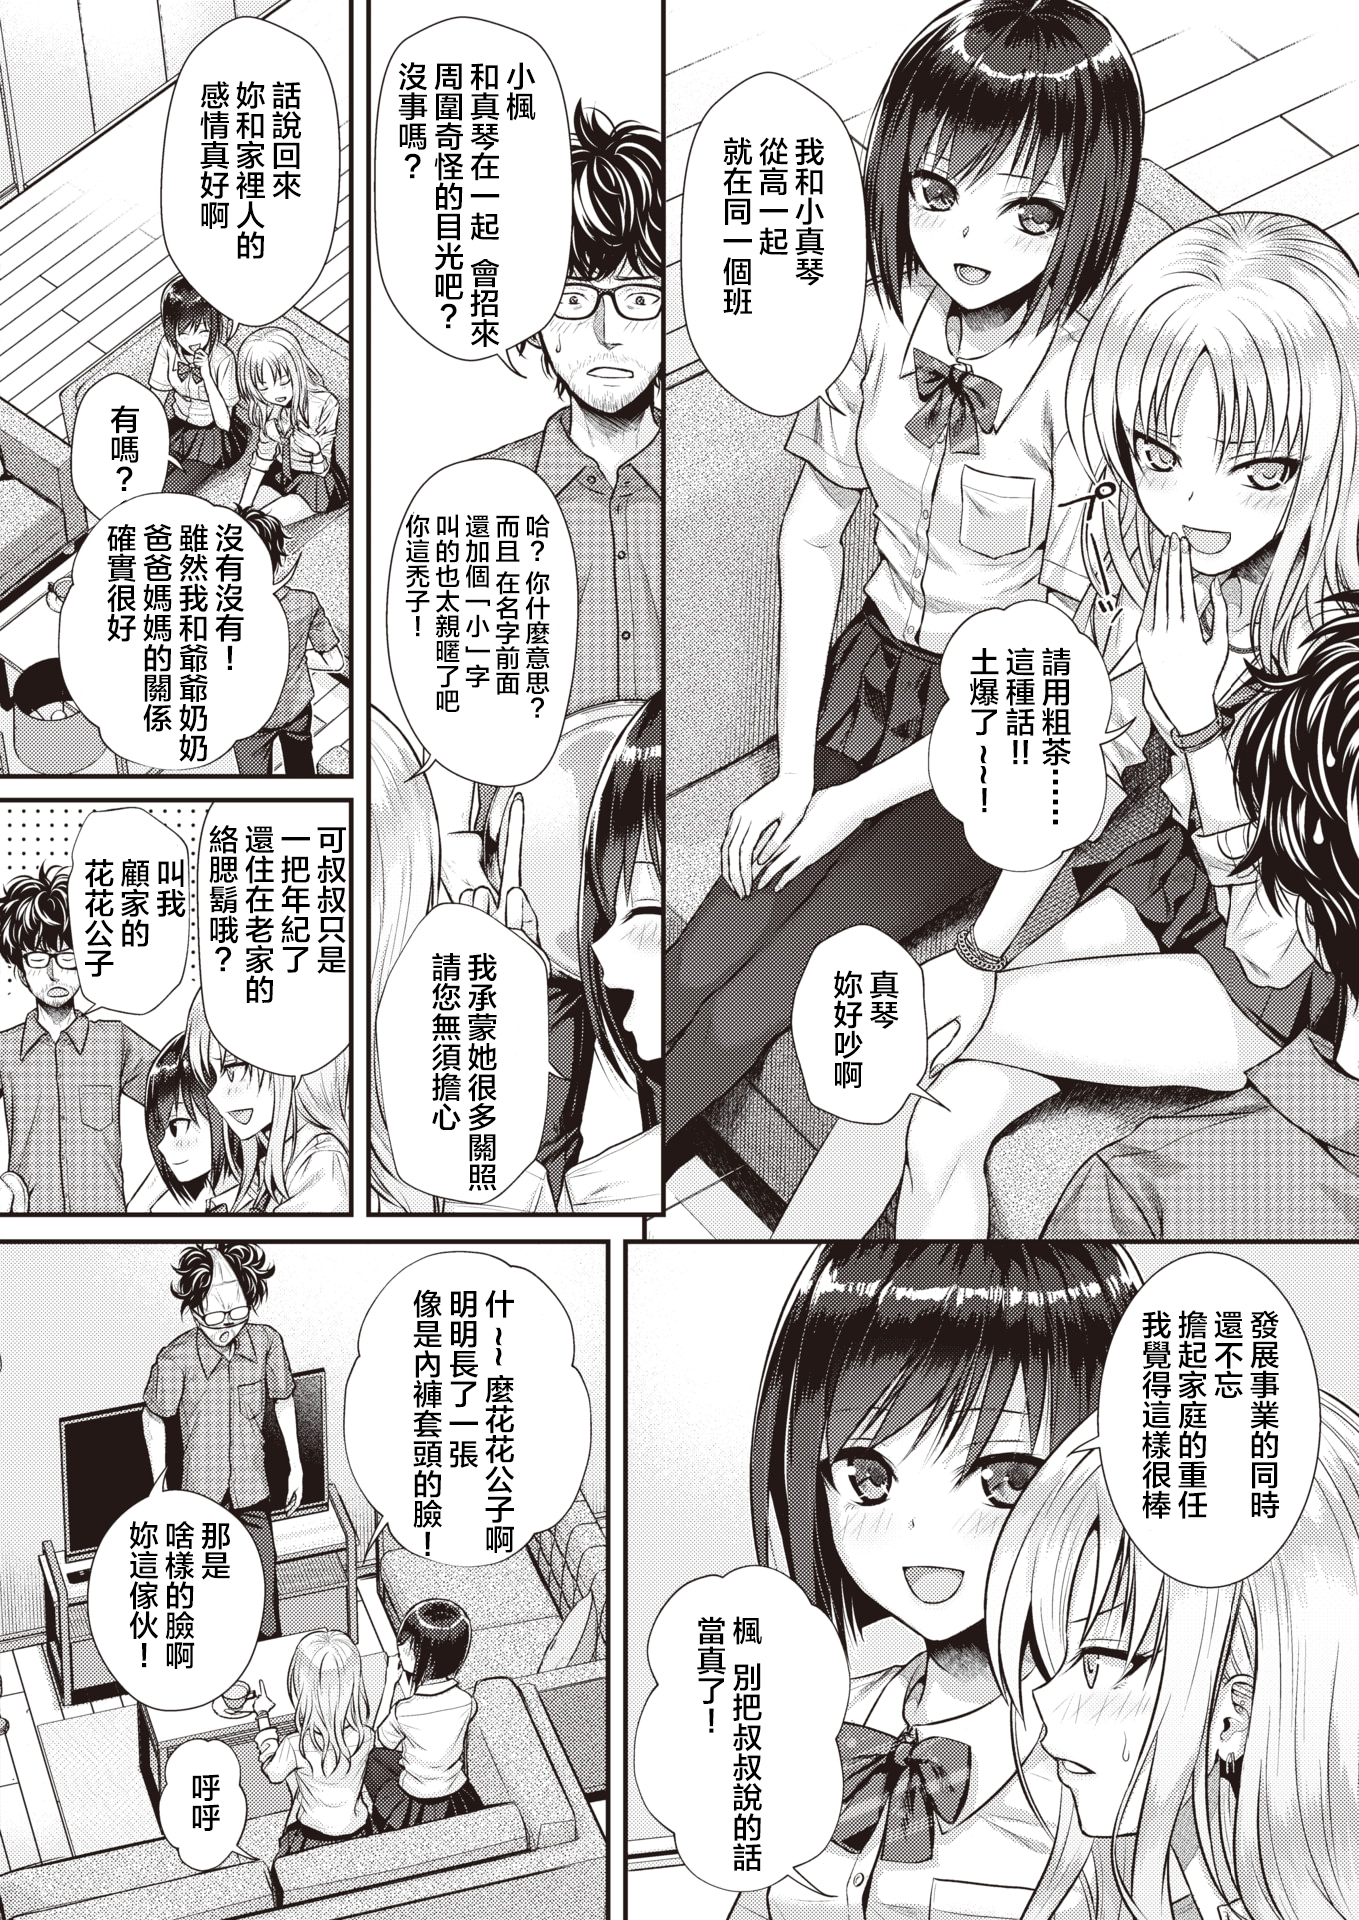 我和小真琴
從高一起
就在同一個班
請用粗茶……
這種話!!
土爆了~~!
真琴
妳好吵啊
小楓
和真琴在一起 會招來
周圍奇怪的目光吧?
沒事嗎?
哈? 你什麼意思?
而且 在名字前面
還加個「小」字
叫的也太親暱了吧
你這禿子!
我承蒙她很多關照
請您無須擔心
話說回來
妳和家裡人的
感情真好啊
有嗎?
沒有沒有!
雖然我和爺爺奶奶
爸爸媽媽的關係
確實很好
可叔叔只是
一把年紀了
還住在老家的
絡腮鬍哦?
叫我
顧家的
花花公子
發展事業的同時
還不忘
擔起家庭的重任
我覺得這樣很棒
楓 別把叔叔說的話
當真了!
什~~麼花花公子啊
明明長了一張
像是內褲套頭的臉!
那是
啥樣的臉啊
妳這傢伙!
呼呼